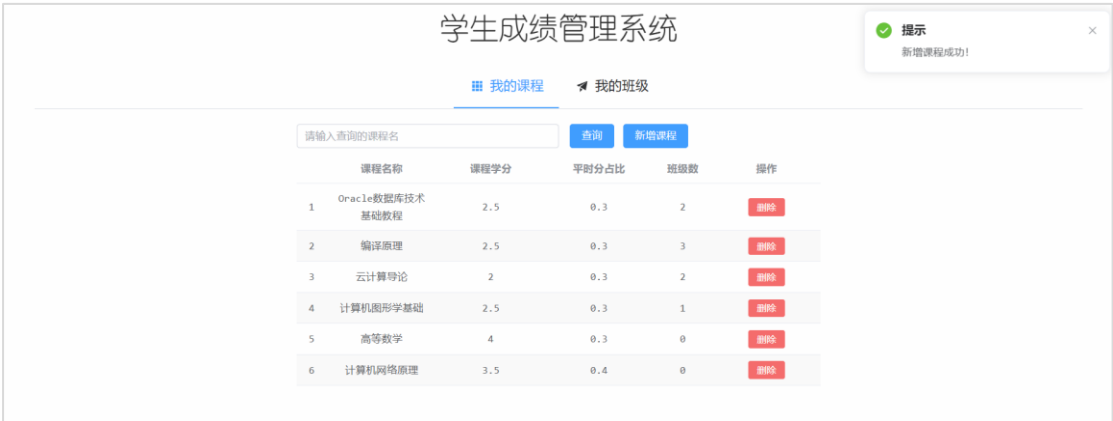 学生成绩管理系统
提示
新增课程成功!
我的课程 我的班级
请输入查询的课程名 查询 新增课程
课程名称 课程学分 平时分占比 班级数 操作
1 Oracle数据库技术基础教程 2.5 0.3 2 删除
2 编译原理 2.5 0.3 3 删除
3 云计算导论 2 0.3 2 删除
4 计算机图形学基础 2.5 0.3 1 删除
5 高等数学 4 0.3 0 删除
6 计算机网络原理 3.5 0.4 0 删除